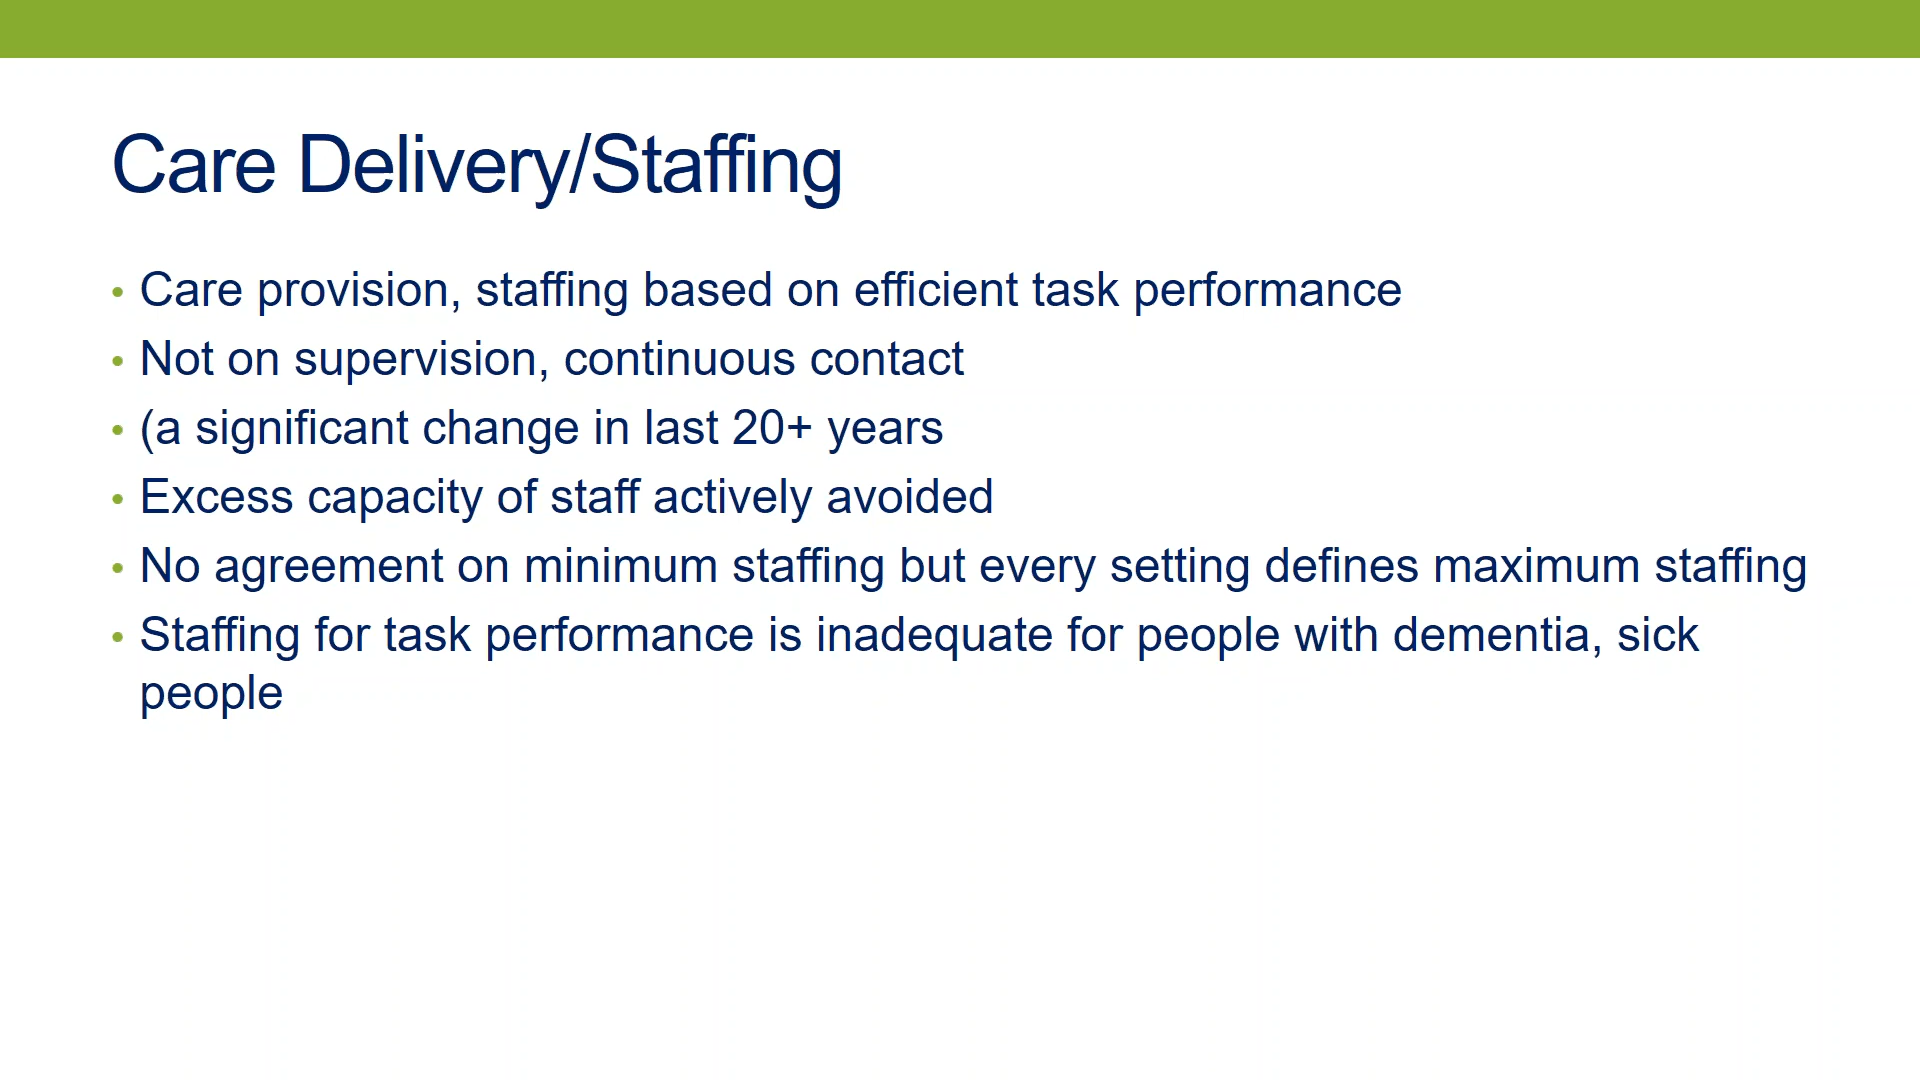 Care Delivery/Staffing
• Care provision, staffing based on efficient task performance
• Not on supervision, continuous contact
• (a significant change in last 20+ years
• Excess capacity of staff actively avoided
• No agreement on minimum staffing but every setting defines maximum staffing
• Staffing for task performance is inadequate for people with dementia, sick
people